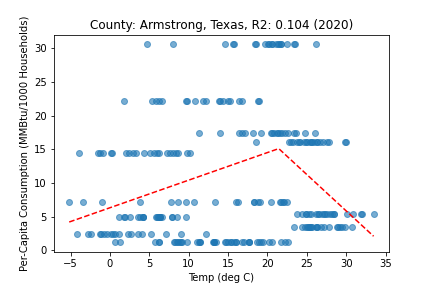 County: Armstrong, Texas, R2: 0.104 (2020)
Per-Capita Consumption (MMBtu/1000 Households)
30
25
20
15
10
5
0
−5 0 5 10 15 20 25 30 35
Temp (deg C)